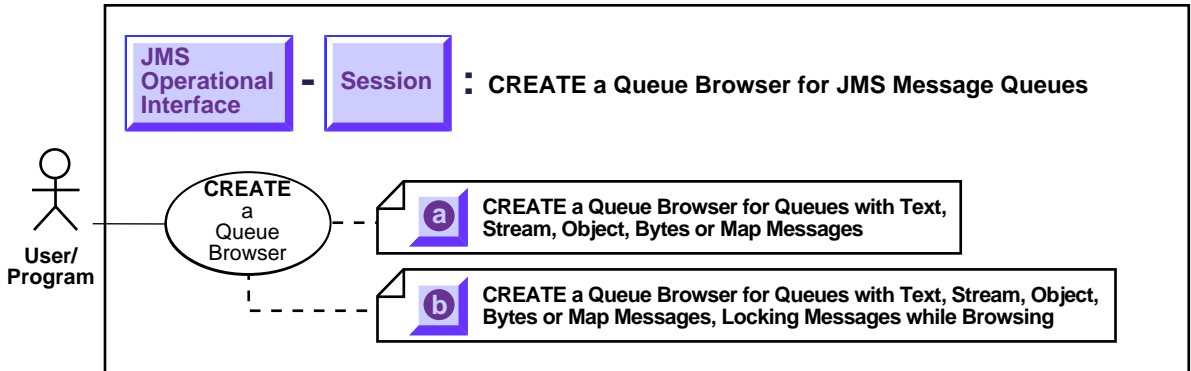 JMS
Operational
Interface
-
Session
: CREATE a Queue Browser for JMS Message Queues
User/
Program
CREATE
a
Queue
Browser
a
CREATE a Queue Browser for Queues with Text,
Stream, Object, Bytes or Map Messages
b
CREATE a Queue Browser for Queues with Text, Stream, Object,
Bytes or Map Messages, Locking Messages while Browsing